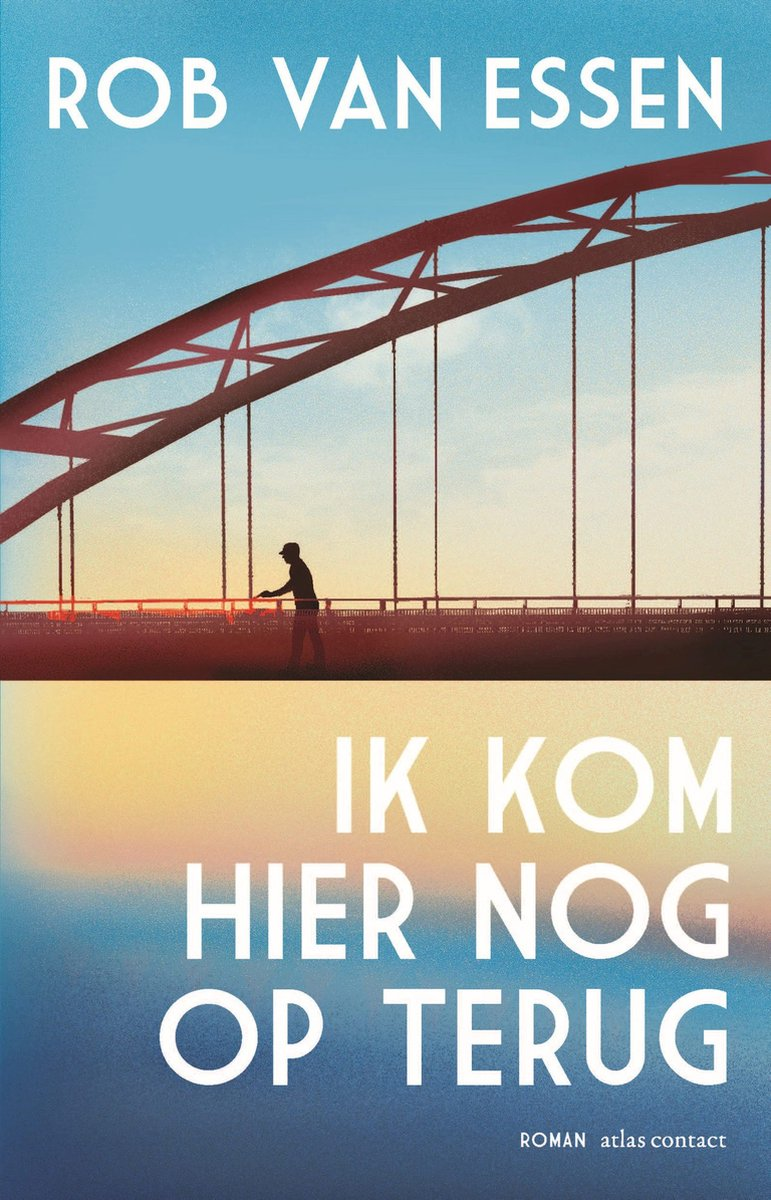 ROB VAN ESSEN
IK KOM
HIER NOG
OP TERUG
ROMAN atlas contact